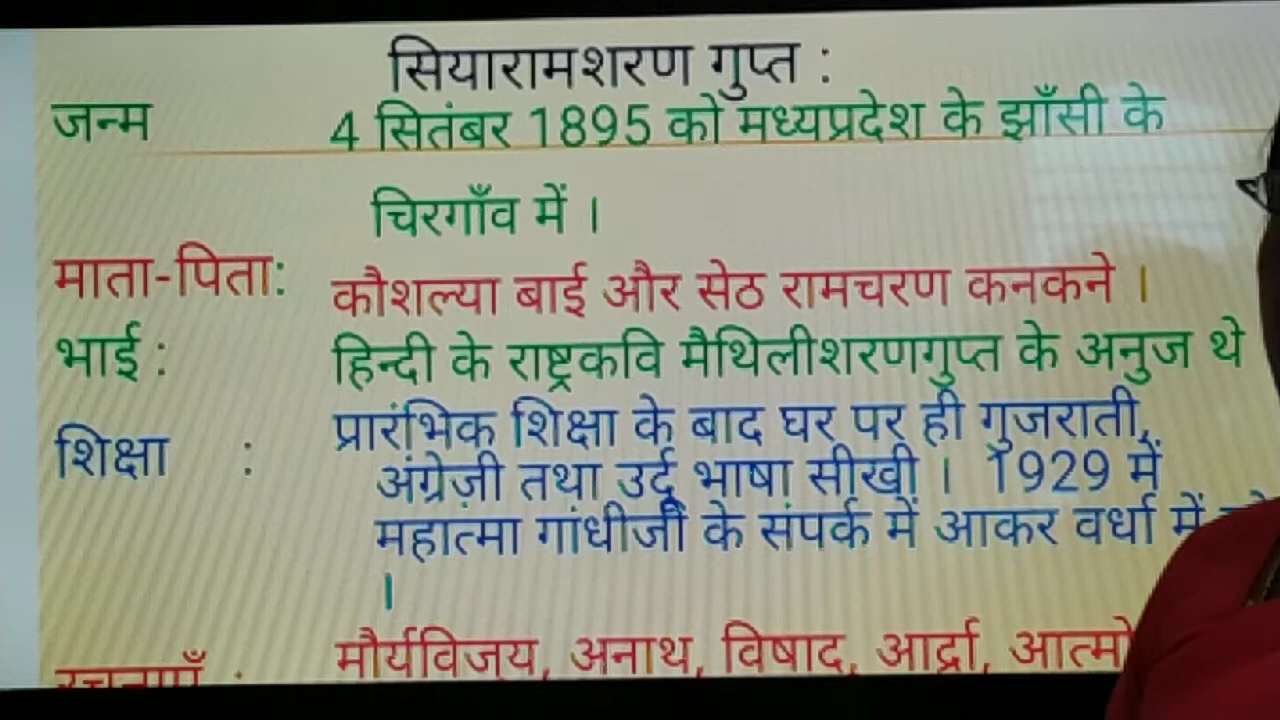 सियारामशरण गुप्त :
जन्म 4 सितंबर 1895 को मध्यप्रदेश के झाँसी के
चिरगाँव में ।
माता-पिता: कौशल्या बाई और सेठ रामचरण कनकने ।
भाई : हिन्दी के राष्ट्रकवि मैथिलीशरणगुप्त के अनुज थे
शिक्षा : प्रारंभिक शिक्षा के बाद घर पर ही गुजराती,
अंग्रेज़ी तथा उर्दू भाषा सीखी । 1929 में
महात्मा गांधीजी के संपर्क में आकर वर्धा में
।
रचनाएँ : मौर्यविजय, अनाथ, विषाद, आर्द्रा,